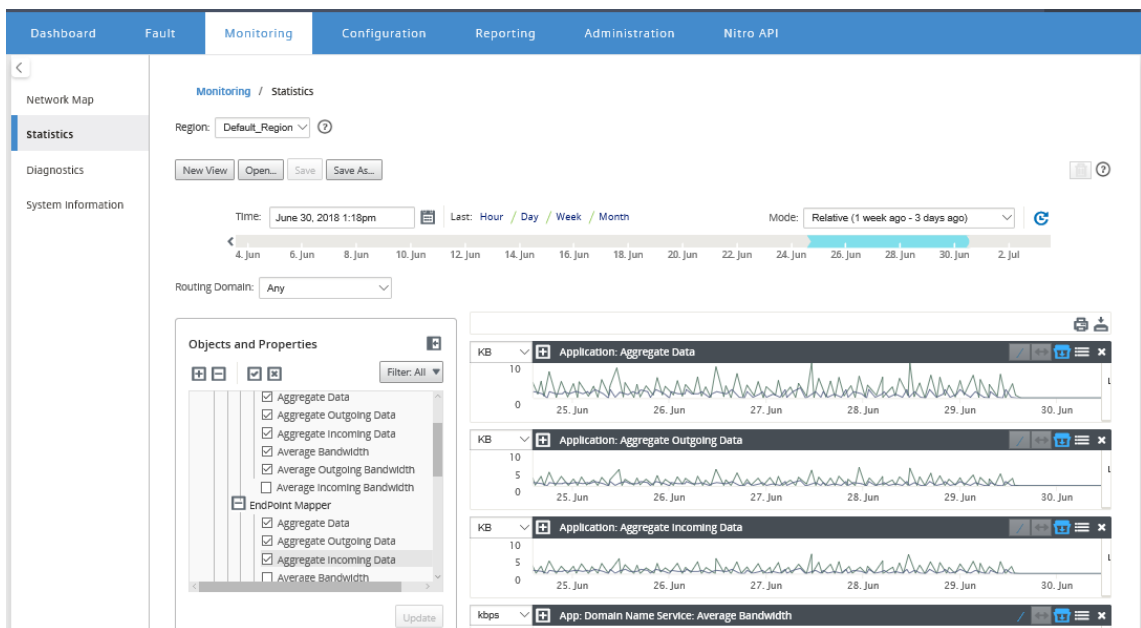 Dashboard Fault Monitoring Configuration Reporting Administration Nitro API
Network Map
Statistics
Diagnostics
System Information
Monitoring / Statistics
Region: Default_Region
New View Open... Save Save As...
Time: June 30, 2018 1:18pm Last: Hour / Day / Week / Month Mode: Relative (1 week ago - 3 days ago)
4. Jun 6. Jun 8. Jun 10. Jun 12. Jun 14. Jun 16. Jun 18. Jun 20. Jun 22. Jun 24. Jun 26. Jun 28. Jun 30. Jun 2. Jul
Routing Domain: Any
Objects and Properties
Filter: All
Aggregate Data
Aggregate Outgoing Data
Aggregate Incoming Data
Average Bandwidth
Average Outgoing Bandwidth
Average Incoming Bandwidth
EndPoint Mapper
Aggregate Data
Aggregate Outgoing Data
Aggregate Incoming Data
Average Bandwidth
Update
KB Application: Aggregate Data
10
0
25. Jun 26. Jun 27. Jun 28. Jun 29. Jun 30. Jun
KB Application: Aggregate Outgoing Data
10
5
0
25. Jun 26. Jun 27. Jun 28. Jun 29. Jun 30. Jun
KB Application: Aggregate Incoming Data
10
5
0
25. Jun 26. Jun 27. Jun 28. Jun 29. Jun 30. Jun
kbps App: Domain Name Service: Average Bandwidth